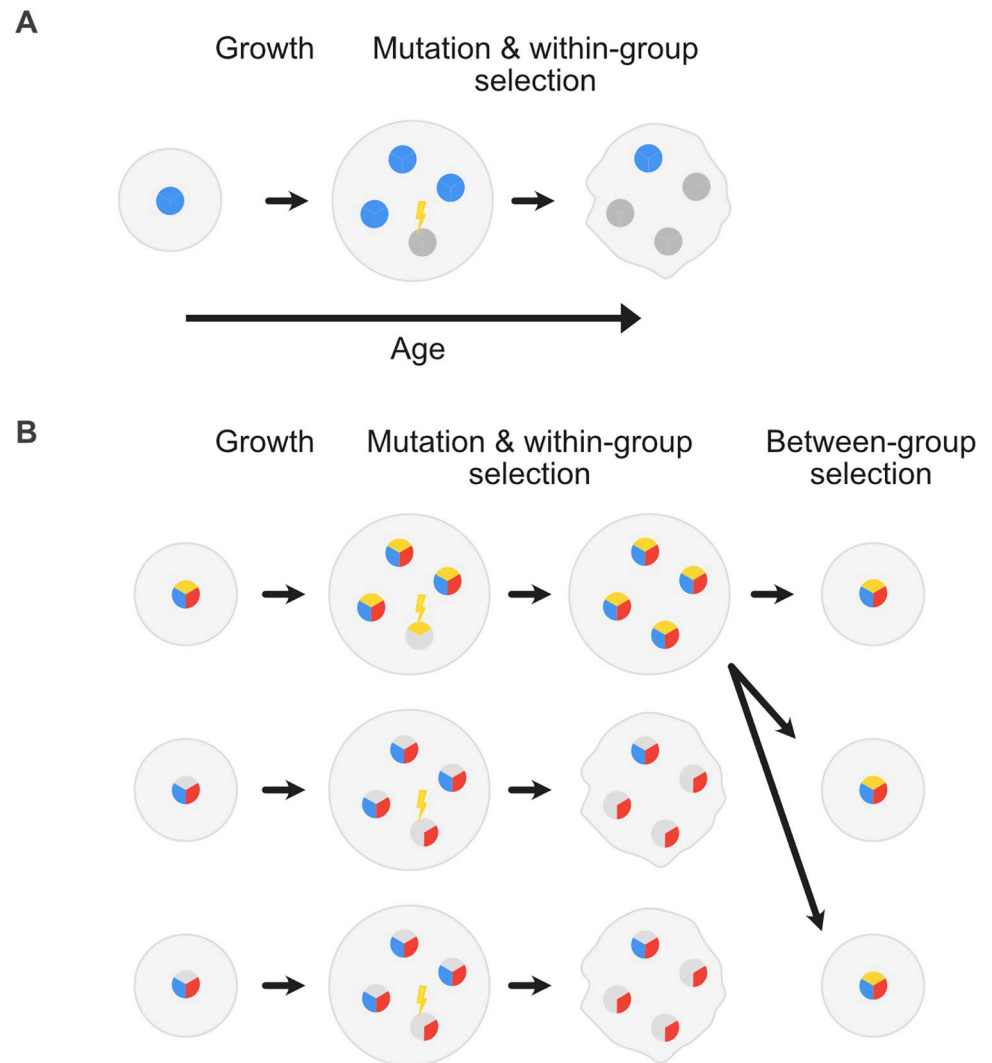 A
Growth
Mutation & within-group
selection
Age
B
Growth
Mutation & within-group
selection
Between-group
selection